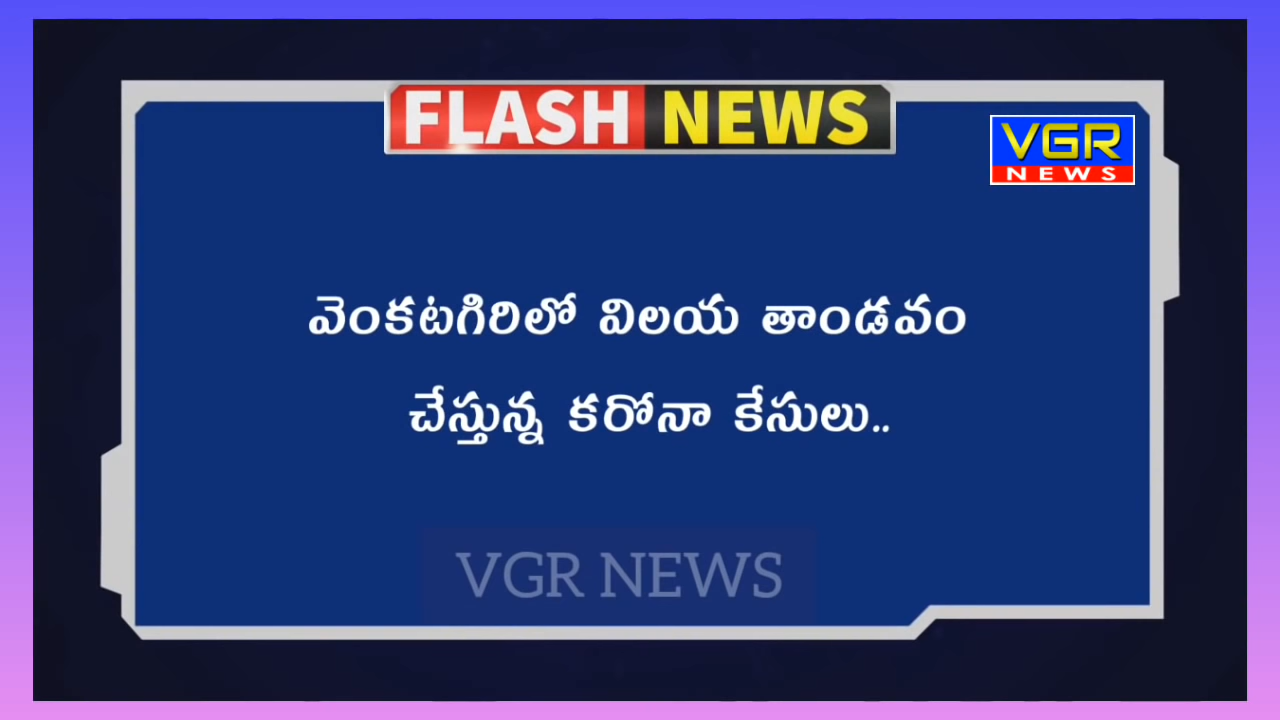 FLASH NEWS
VGR
NEWS
వెంకటగిరిలో విలయ తాండవం
చేస్తున్న కరోనా కేసులు..
VGR NEWS